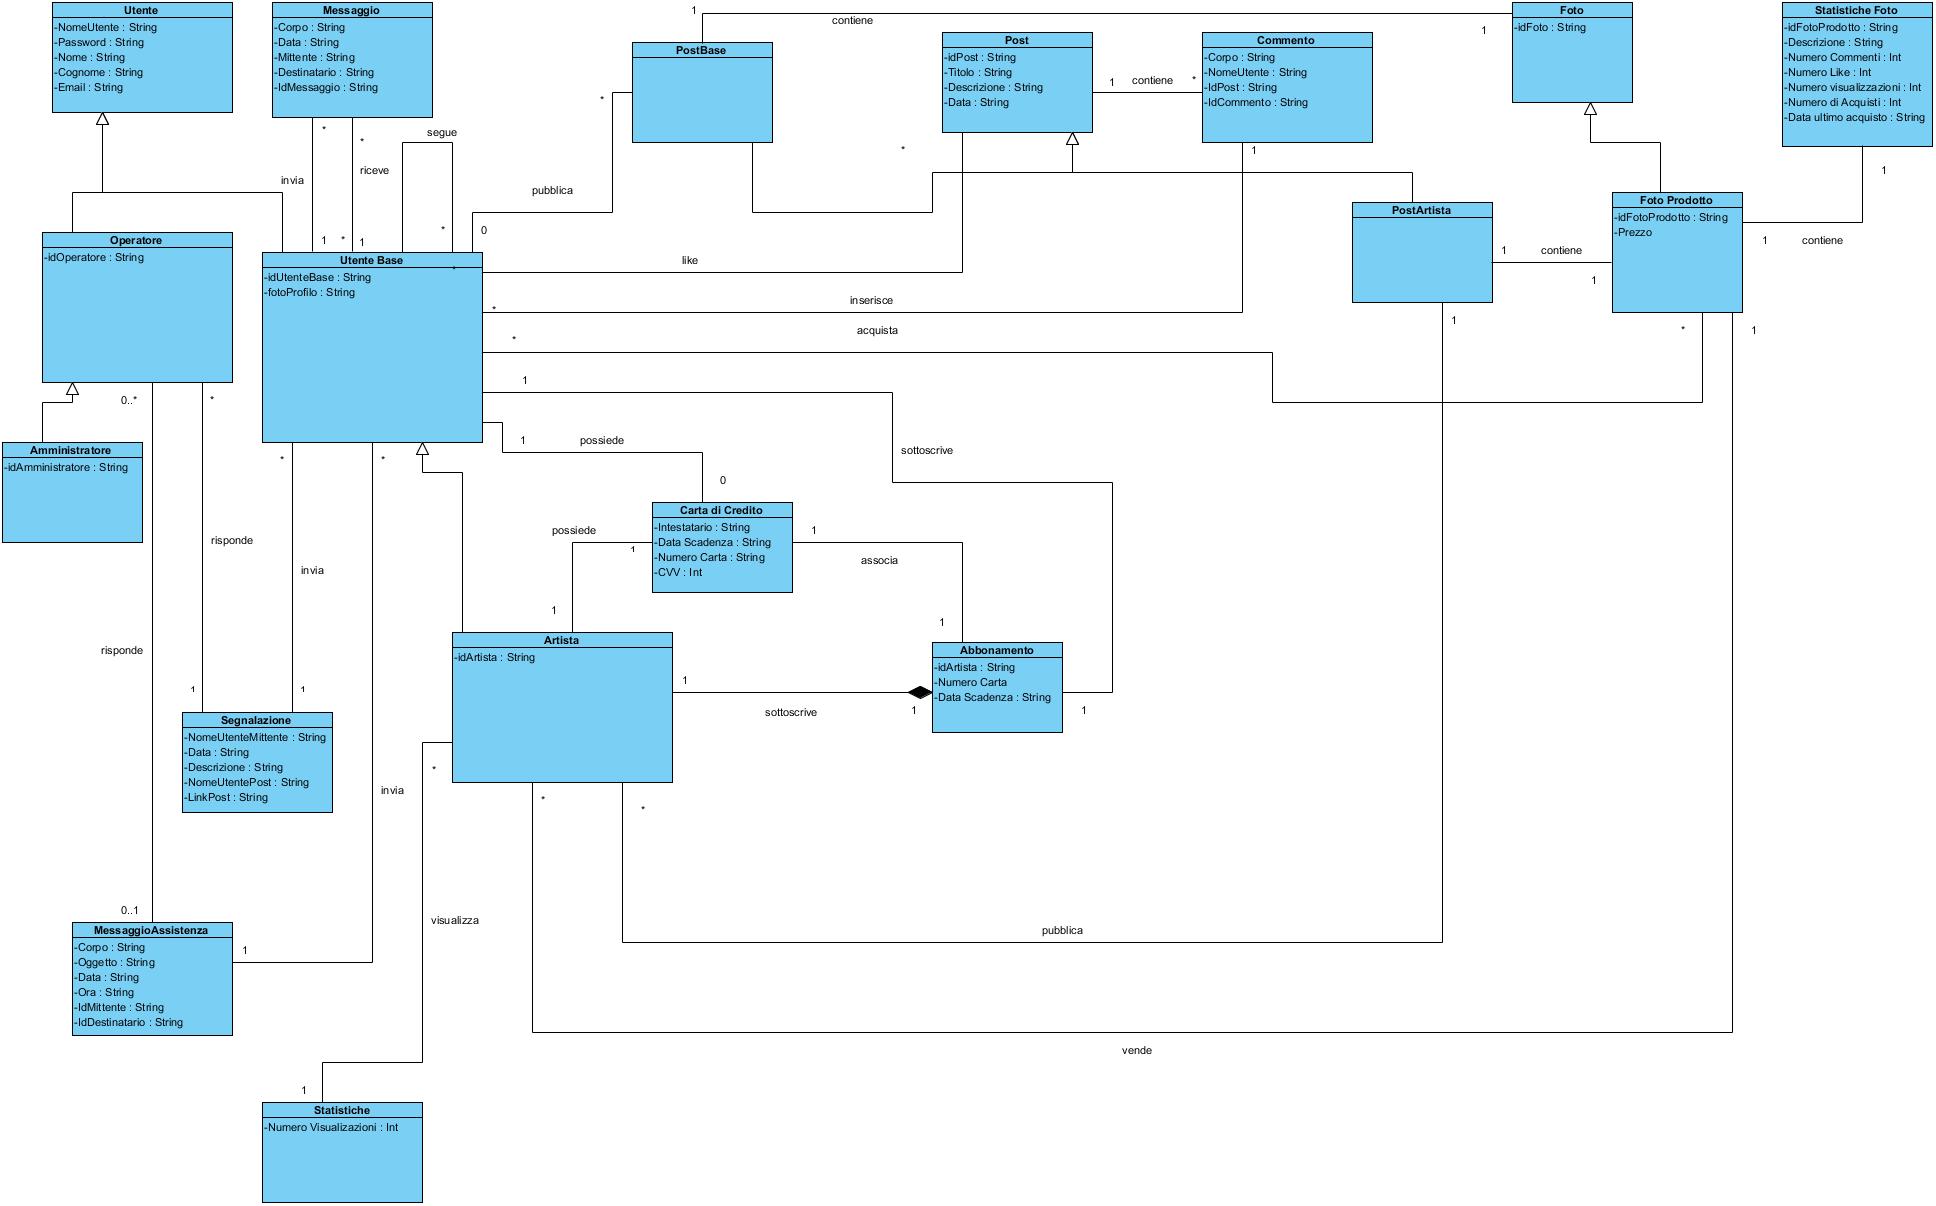 Utente
-NomeUtente : String
-Password : String
-Nome : String
-Cognome : String
-Email : String
Messaggio
-Corpo : String
-Data : String
-Mittente : String
-Destinatario : String
-IdMessaggio : String
PostBase
Post
-idPost : String
-Titolo : String
-Descrizione : String
-Data : String
Commento
-Corpo : String
-NomeUtente : String
-IdPost : String
-IdCommento : String
Foto
-idFoto : String
Statistiche Foto
-idFotoProdotto : String
-Descrizione : String
-Numero Commenti : Int
-Numero Like : Int
-Numero visualizzazioni : Int
-Numero di Acquisti : Int
-Data ultimo acquisto : String
1
contiene
1
1
contiene
*
*
*
segue
*
riceve
invia
pubblica
*
1
1
1
*
1
*
0
*
Operatore
-idOperatore : String
Utente Base
-idUtenteBase : String
-fotoProfilo : String
PostArtista
Foto Prodotto
-idFotoProdotto : String
-Prezzo
1
contiene
1
1
contiene
like
inserisce
*
acquista
*
1
*
1
1
sottoscrive
1
possiede
0
0..*
*
*
*
Amministratore
-idAmministratore : String
Carta di Credito
-Intestatario : String
-Data Scadenza : String
-Numero Carta : String
-CVV : Int
possiede
1
1
1
associa
1
risponde
invia
risponde
1
1
Artista
-idArtista : String
Abbonamento
-idArtista : String
-Numero Carta
-Data Scadenza : String
1
sottoscrive
1
1
Segnalazione
-NomeUtenteMittente : String
-Data : String
-Descrizione : String
-NomeUtentePost : String
-LinkPost : String
*
*
*
invia
visualizza
pubblica
0..1
1
MessaggioAssistenza
-Corpo : String
-Oggetto : String
-Data : String
-Ora : String
-IdMittente : String
-IdDestinatario : String
vende
1
Statistiche
-Numero Visualizazioni : Int